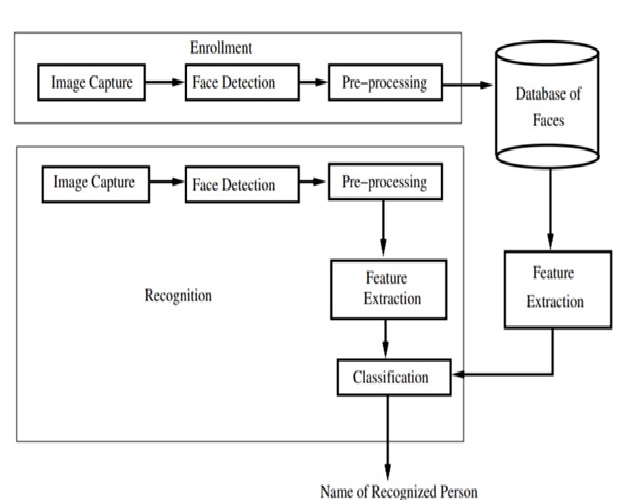 Enrollment
Image Capture
Face Detection
Pre-processing
Database of
Faces
Image Capture
Face Detection
Pre-processing
Feature
Extraction
Feature
Extraction
Recognition
Classification
Name of Recognized Person